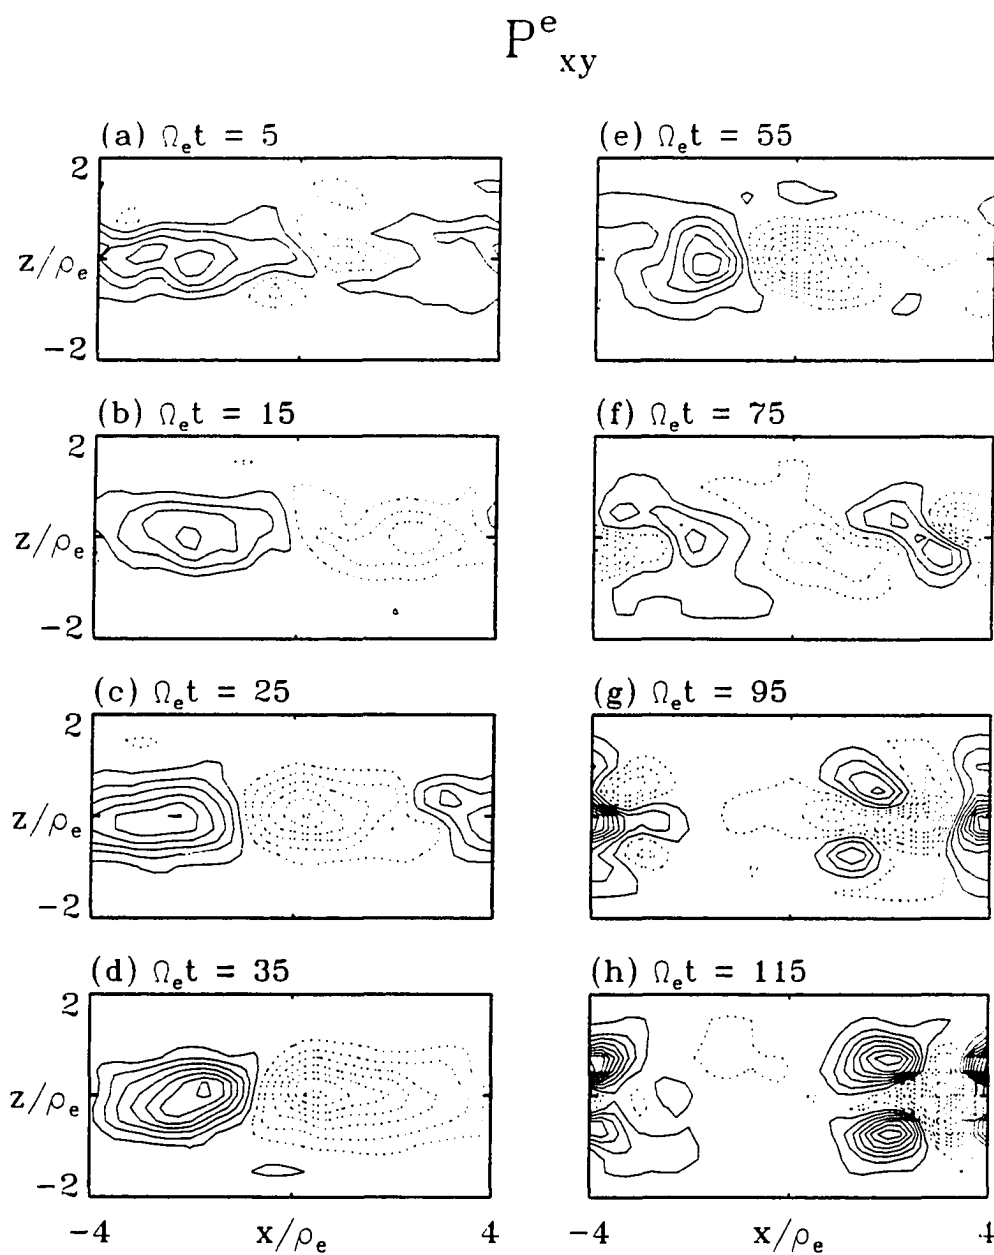 P^e_xy
(a) Ω_e t = 5
2
z/ρ_e
−2
(b) Ω_e t = 15
2
z/ρ_e
−2
(c) Ω_e t = 25
2
z/ρ_e
−2
(d) Ω_e t = 35
2
z/ρ_e
−2
−4 x/ρ_e 4
(e) Ω_e t = 55
(f) Ω_e t = 75
(g) Ω_e t = 95
(h) Ω_e t = 115
−4 x/ρ_e 4